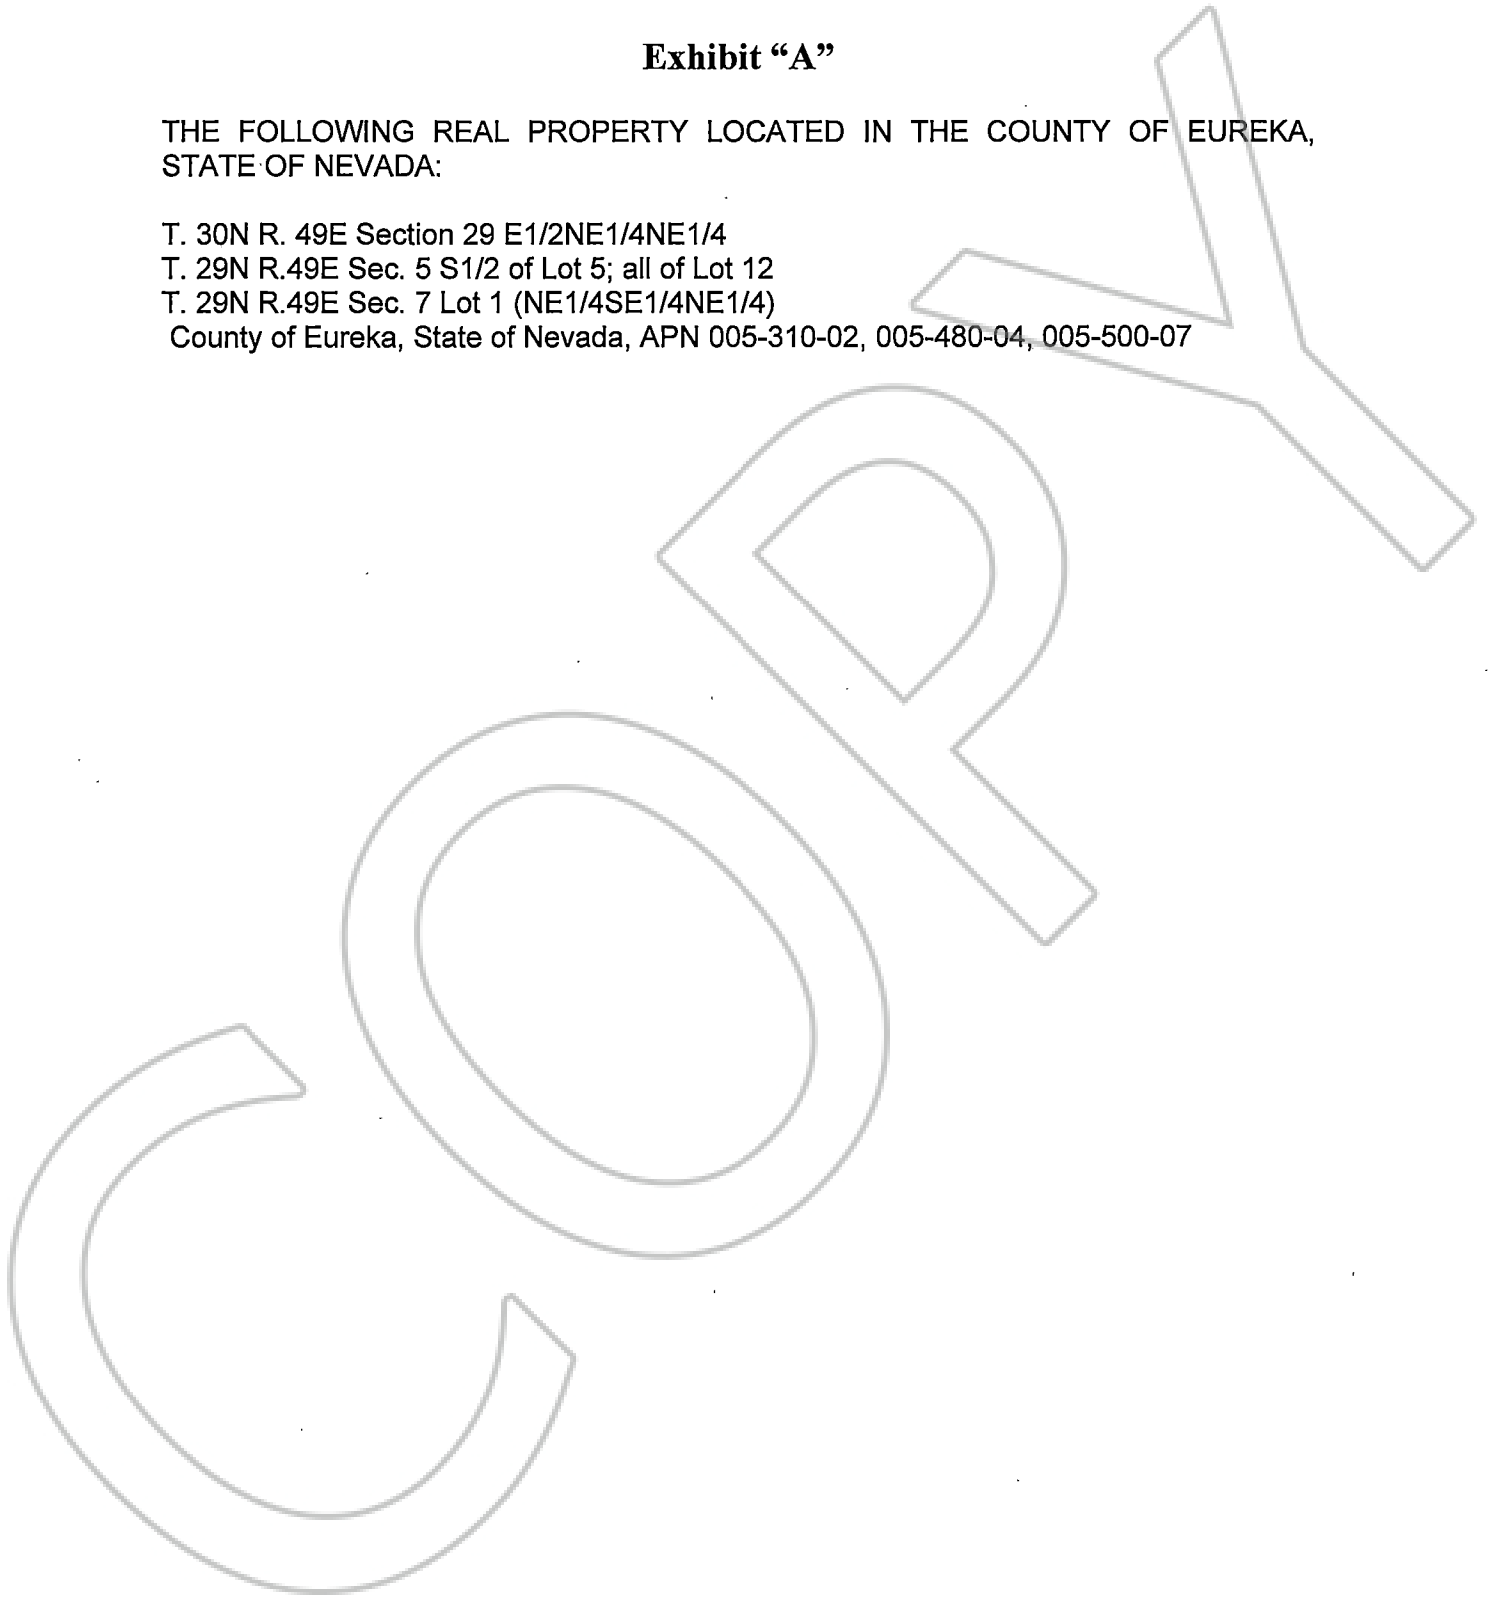 Exhibit “A”
THE FOLLOWING REAL PROPERTY LOCATED IN THE COUNTY OF EUREKA,
STATE OF NEVADA:
T. 30N R. 49E Section 29 E1/2NE1/4NE1/4
T. 29N R.49E Sec. 5 S1/2 of Lot 5; all of Lot 12
T. 29N R.49E Sec. 7 Lot 1 (NE1/4SE1/4NE1/4)
County of Eureka, State of Nevada, APN 005-310-02, 005-480-04, 005-500-07
COPY